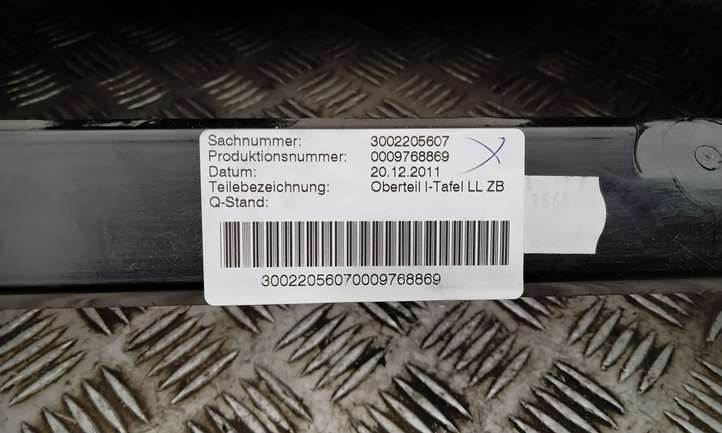 Sachnummer: 3002205607
Produktionsnummer: 0009768869
Datum: 20.12.2011
Teilebezeichnung: Oberteil I-Tafel LL ZB
Q-Stand:
30022056070009768869